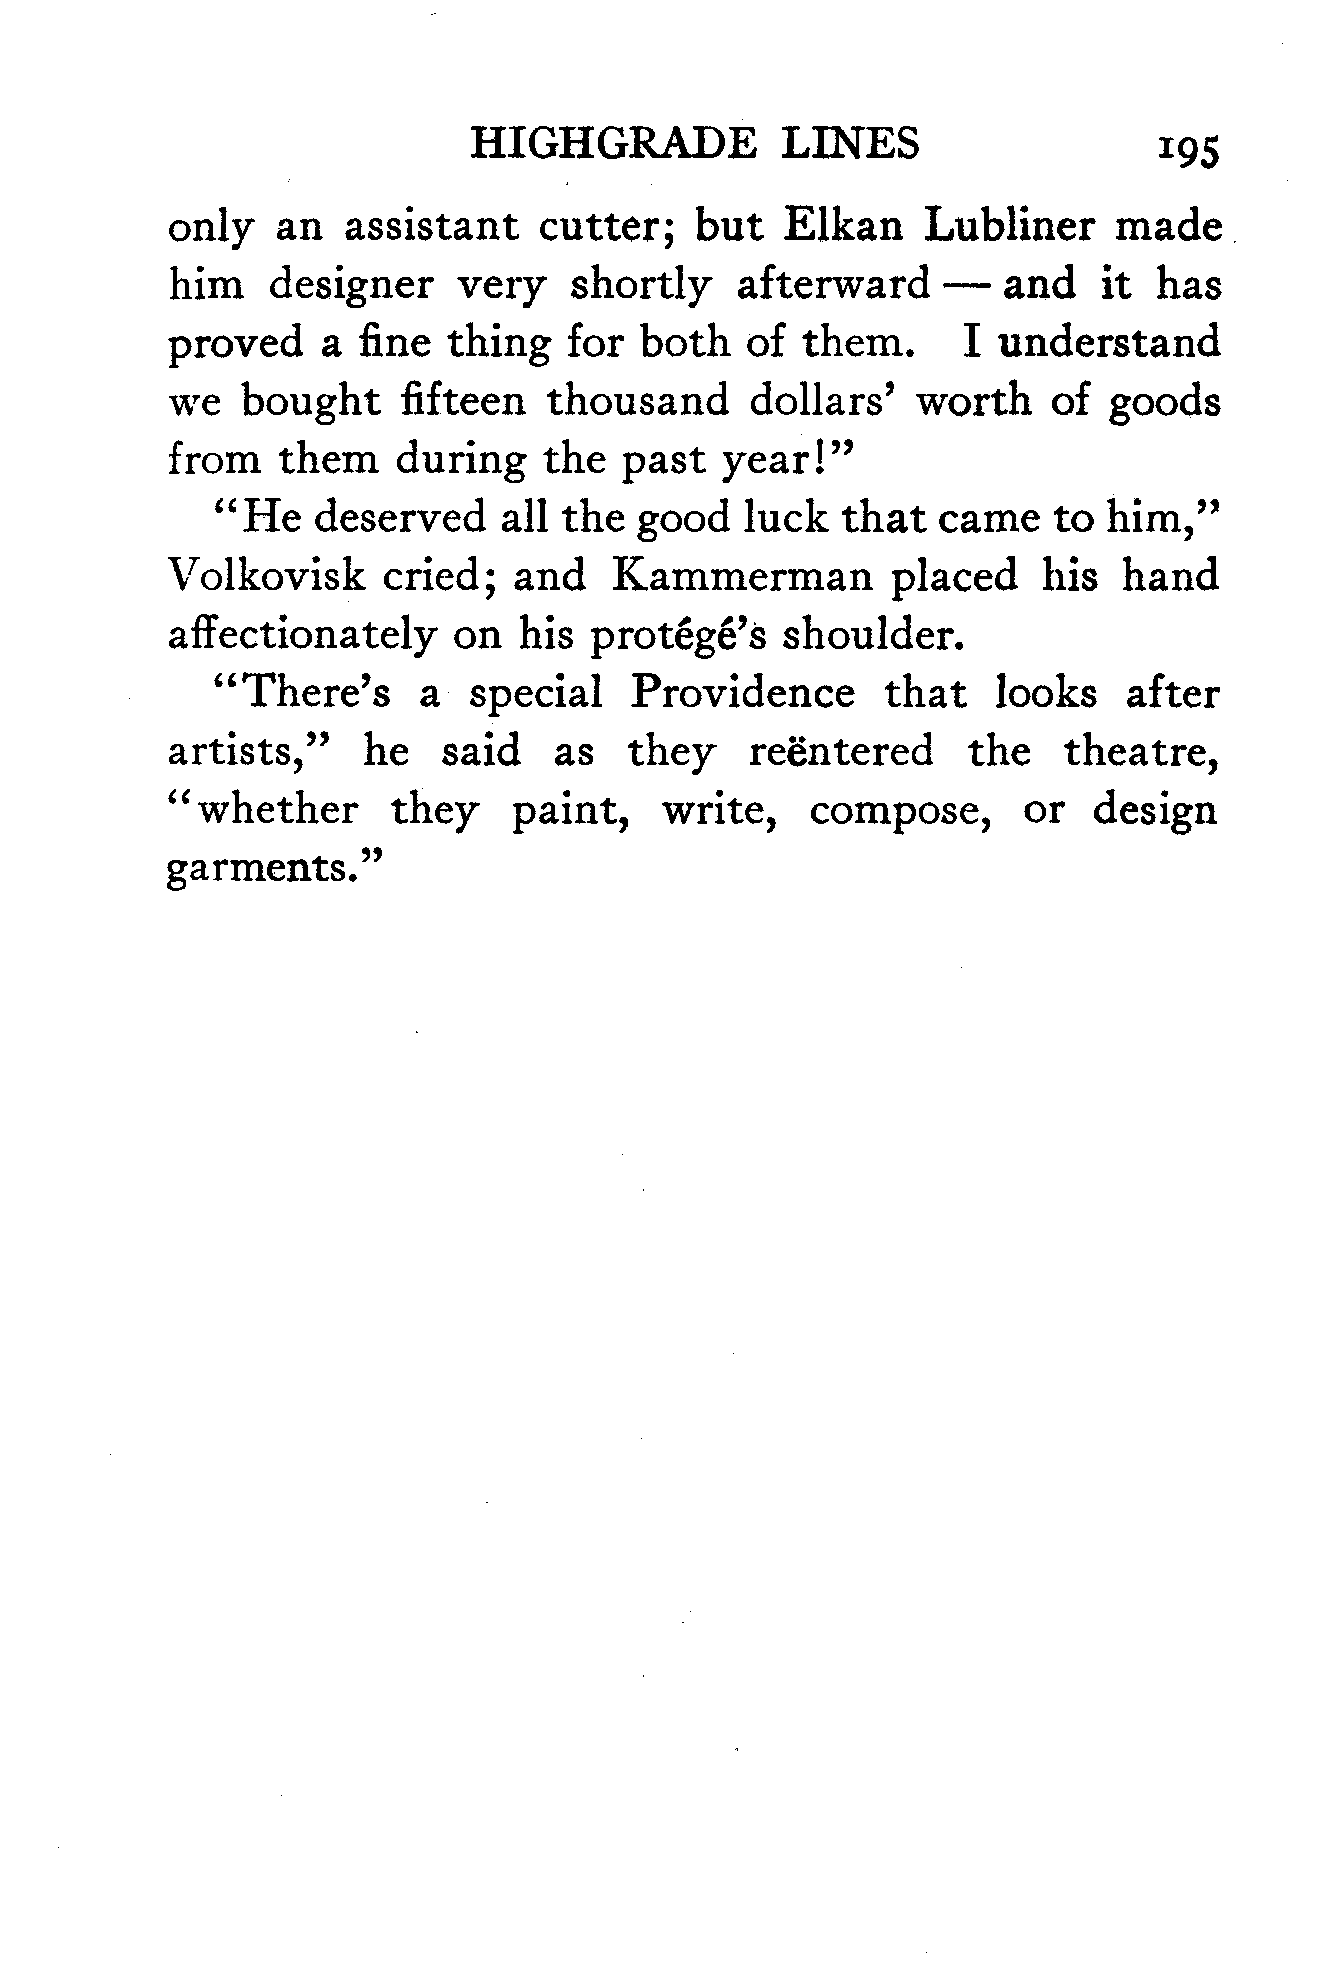 HIGHGRADE LINES 195
only an assistant cutter; but Elkan Lubliner made
him designer very shortly afterward — and it has
proved a fine thing for both of them. I understand
we bought fifteen thousand dollars’ worth of goods
from them during the past year!”
“He deserved all the good luck that came to him,”
Volkovisk cried; and Kammerman placed his hand
affectionately on his protégé’s shoulder.
“There’s a special Providence that looks after
artists,” he said as they reëntered the theatre,
“whether they paint, write, compose, or design
garments.”